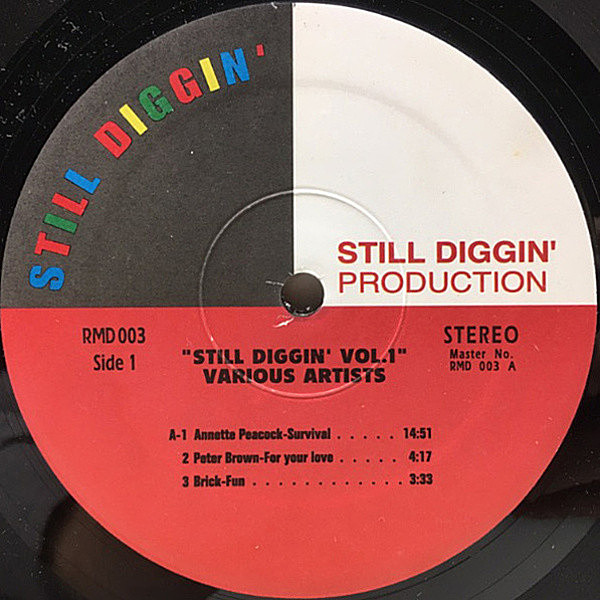 STILL DIGGIN'
STILL DIGGIN'
PRODUCTION
RMD 003
Side 1
"STILL DIGGIN' VOL.1"
VARIOUS ARTISTS
STEREO
Master No.
RMD 003 A
A-1 Annette Peacock-Survival . . . . . 14:51
2 Peter Brown-For your love . . . . . 4:17
3 Brick-Fun . . . . . . . . . . . . 3:33